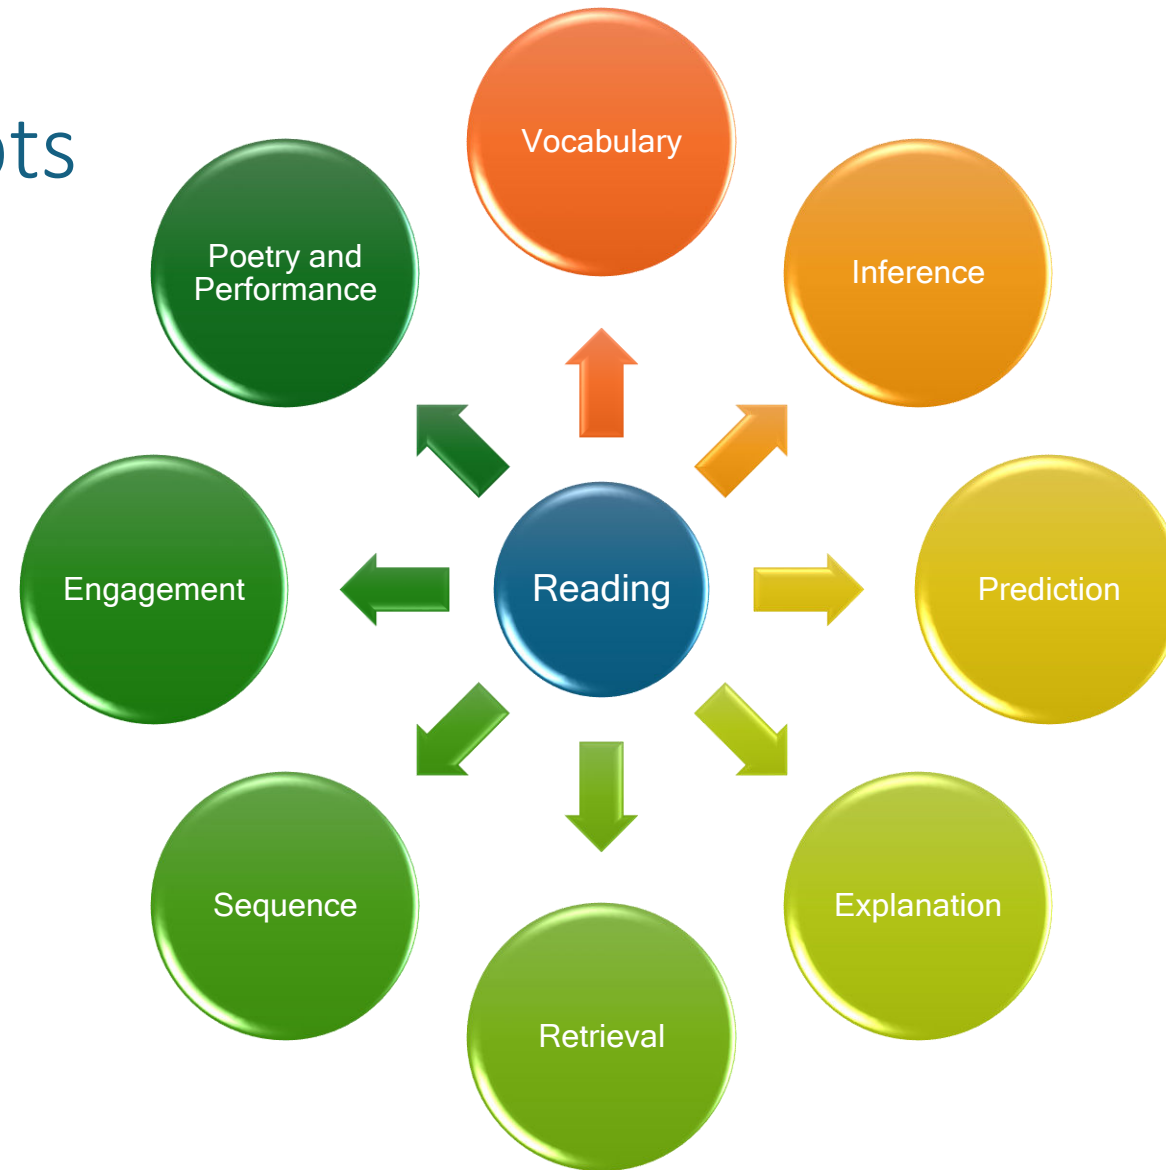 Vocabulary
Poetry and
Performance
Inference
Engagement
Reading
Prediction
Sequence
Explanation
Retrieval